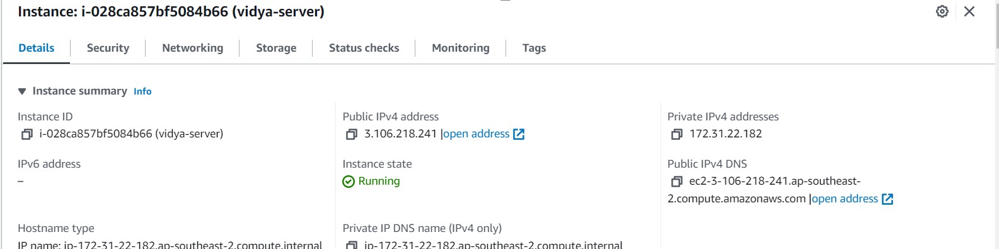 Instance: i-028ca857bf5084b66 (vidya-server)
Details Security Networking Storage Status checks Monitoring Tags
Instance summary Info
Instance ID
i-028ca857bf5084b66 (vidya-server)
Public IPv4 address
3.106.218.241 |open address
Private IPv4 addresses
172.31.22.182
IPv6 address
–
Instance state
Running
Public IPv4 DNS
ec2-3-106-218-241.ap-southeast-
2.compute.amazonaws.com |open address
Hostname type
IP name: ip-172-31-22-182.ap-southeast-2.compute.internal
Private IP DNS name (IPv4 only)
ip-172-31-22-182.ap-southeast-2.compute.internal